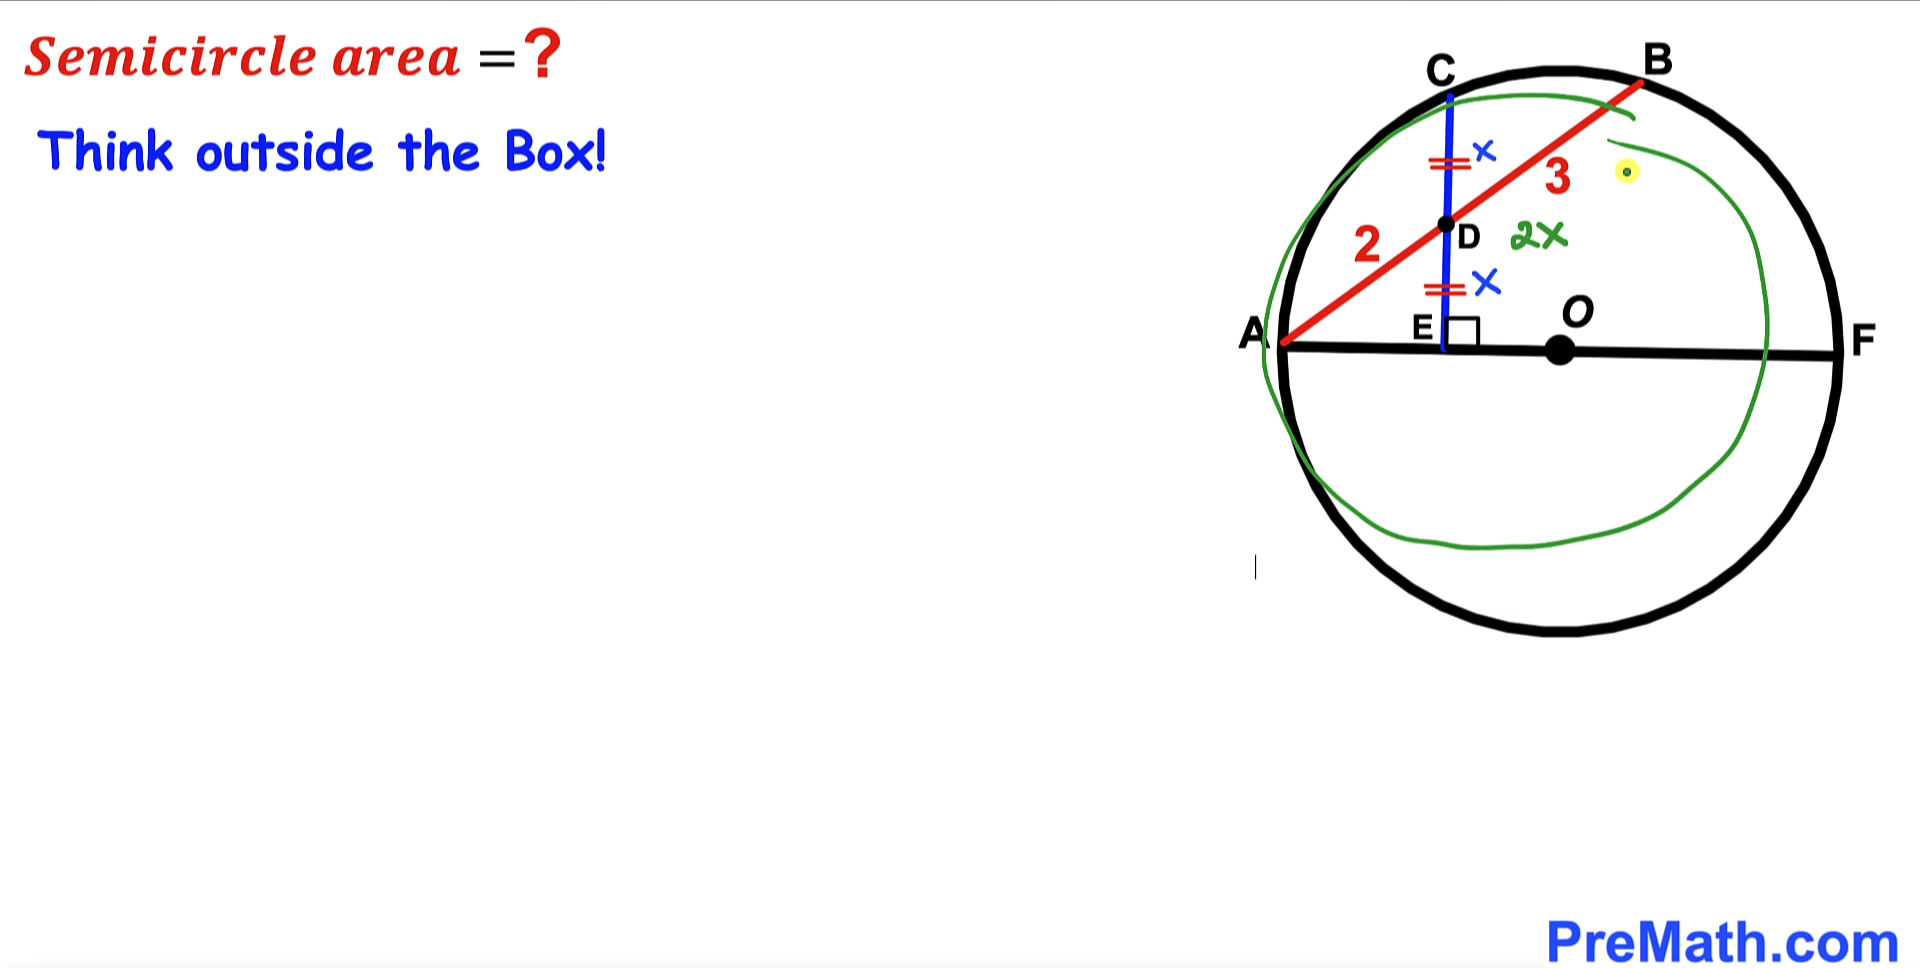 Semicircle area = ?
Think outside the Box!
C
B
x
3
2
D
2x
x
E
O
A
F
PreMath.com